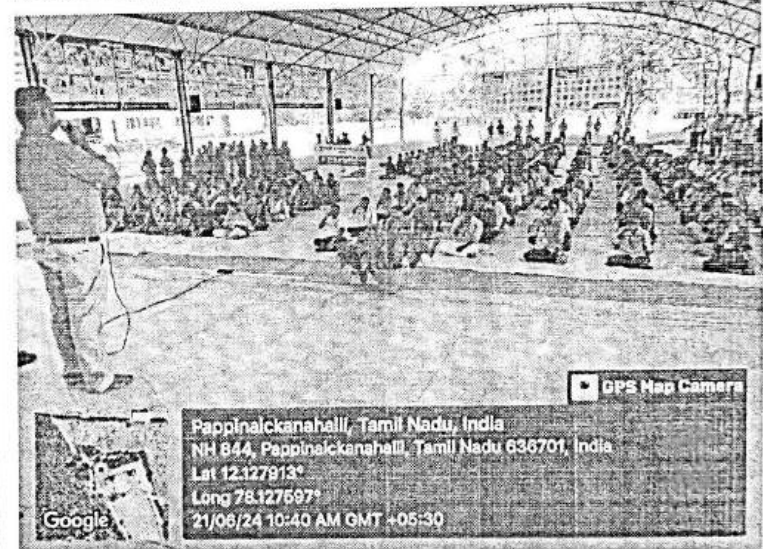 GPS Map Camera
Pappinaickanahalli, Tamil Nadu, India
NH 844, Pappinaickanahalli, Tamil Nadu 636701, India
Lat 12.127913°
Long 78.127597°
21/06/24 10:40 AM GMT +05:30
Google